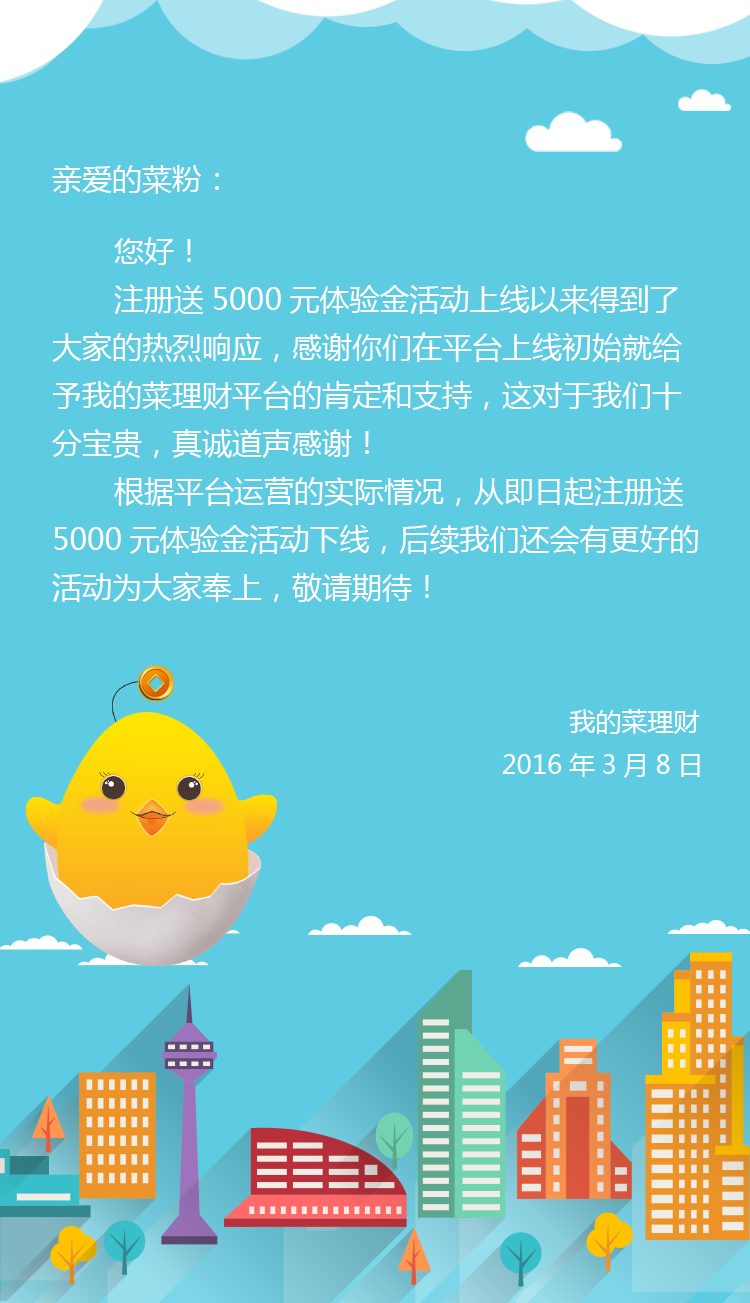 亲爱的菜粉：
您好！
注册送 5000 元体验金活动上线以来得到了
大家的热烈响应，感谢你们在平台上线初始就给
予我的菜理财平台的肯定和支持，这对于我们十
分宝贵，真诚道声感谢！
根据平台运营的实际情况，从即日起注册送
5000 元体验金活动下线，后续我们还会有更好的
活动为大家奉上，敬请期待！
我的菜理财
2016 年 3 月 8 日